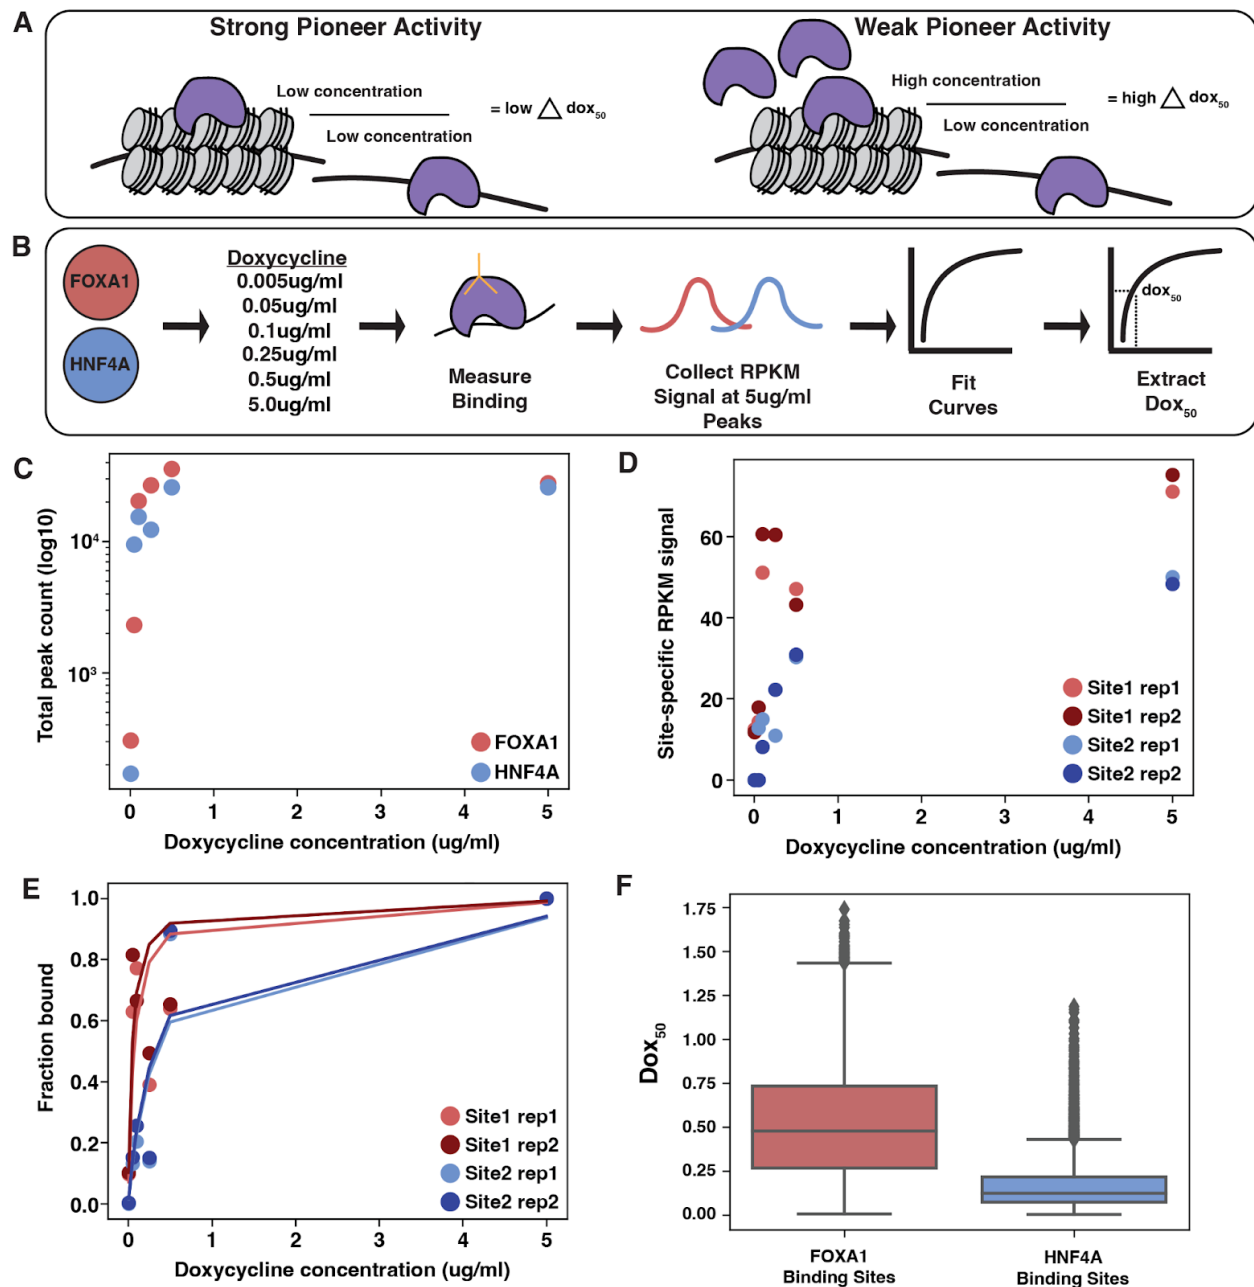 A
Strong Pioneer Activity
Weak Pioneer Activity
Low concentration
Low concentration
= low △ dox₅₀
High concentration
Low concentration
= high △ dox₅₀
B
FOXA1
HNF4A
Doxycycline
0.005ug/ml
0.05ug/ml
0.1ug/ml
0.25ug/ml
0.5ug/ml
5.0ug/ml
Measure
Binding
Collect RPKM
Signal at 5ug/ml
Peaks
Fit
Curves
dox₅₀
Extract
Dox₅₀
C
Total peak count (log10)
10⁴
10³
FOXA1
HNF4A
0 1 2 3 4 5
Doxycycline concentration (ug/ml)
D
Site-specific RPKM signal
60
40
20
0
Site1 rep1
Site1 rep2
Site2 rep1
Site2 rep2
0 1 2 3 4 5
Doxycycline concentration (ug/ml)
E
Fraction bound
1.0
0.8
0.6
0.4
0.2
0.0
Site1 rep1
Site1 rep2
Site2 rep1
Site2 rep2
0 1 2 3 4 5
Doxycycline concentration (ug/ml)
F
Dox₅₀
1.75
1.50
1.25
1.00
0.75
0.50
0.25
0.00
FOXA1
Binding Sites
HNF4A
Binding Sites